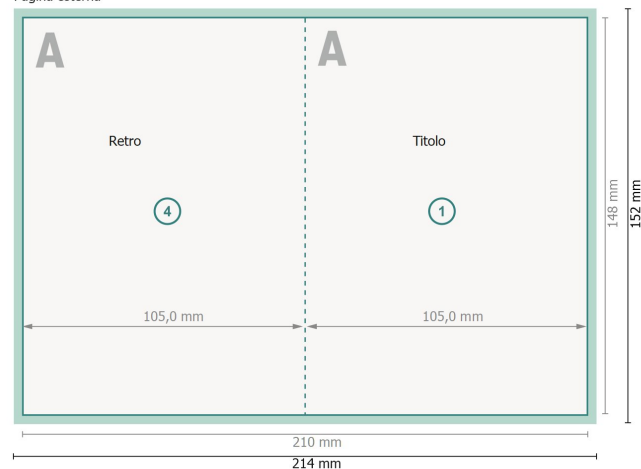 Pagina esterna
A A
Retro Titolo
4 1
148 mm
152 mm
105,0 mm 105,0 mm
210 mm
214 mm